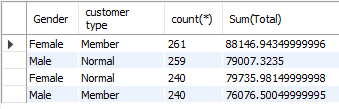 Gender customer type count(*) Sum(Total)
Female Member 261 88146.94349999996
Male Normal 259 79007.3235
Female Normal 240 79735.98149999998
Male Member 240 76076.50049999995